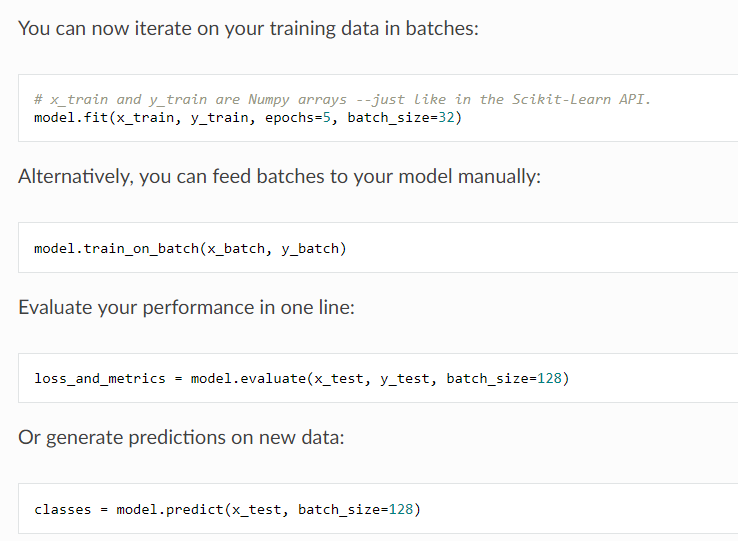 You can now iterate on your training data in batches:
# x_train and y_train are Numpy arrays --just like in the Scikit-Learn API.
model.fit(x_train, y_train, epochs=5, batch_size=32)
Alternatively, you can feed batches to your model manually:
model.train_on_batch(x_batch, y_batch)
Evaluate your performance in one line:
loss_and_metrics = model.evaluate(x_test, y_test, batch_size=128)
Or generate predictions on new data:
classes = model.predict(x_test, batch_size=128)